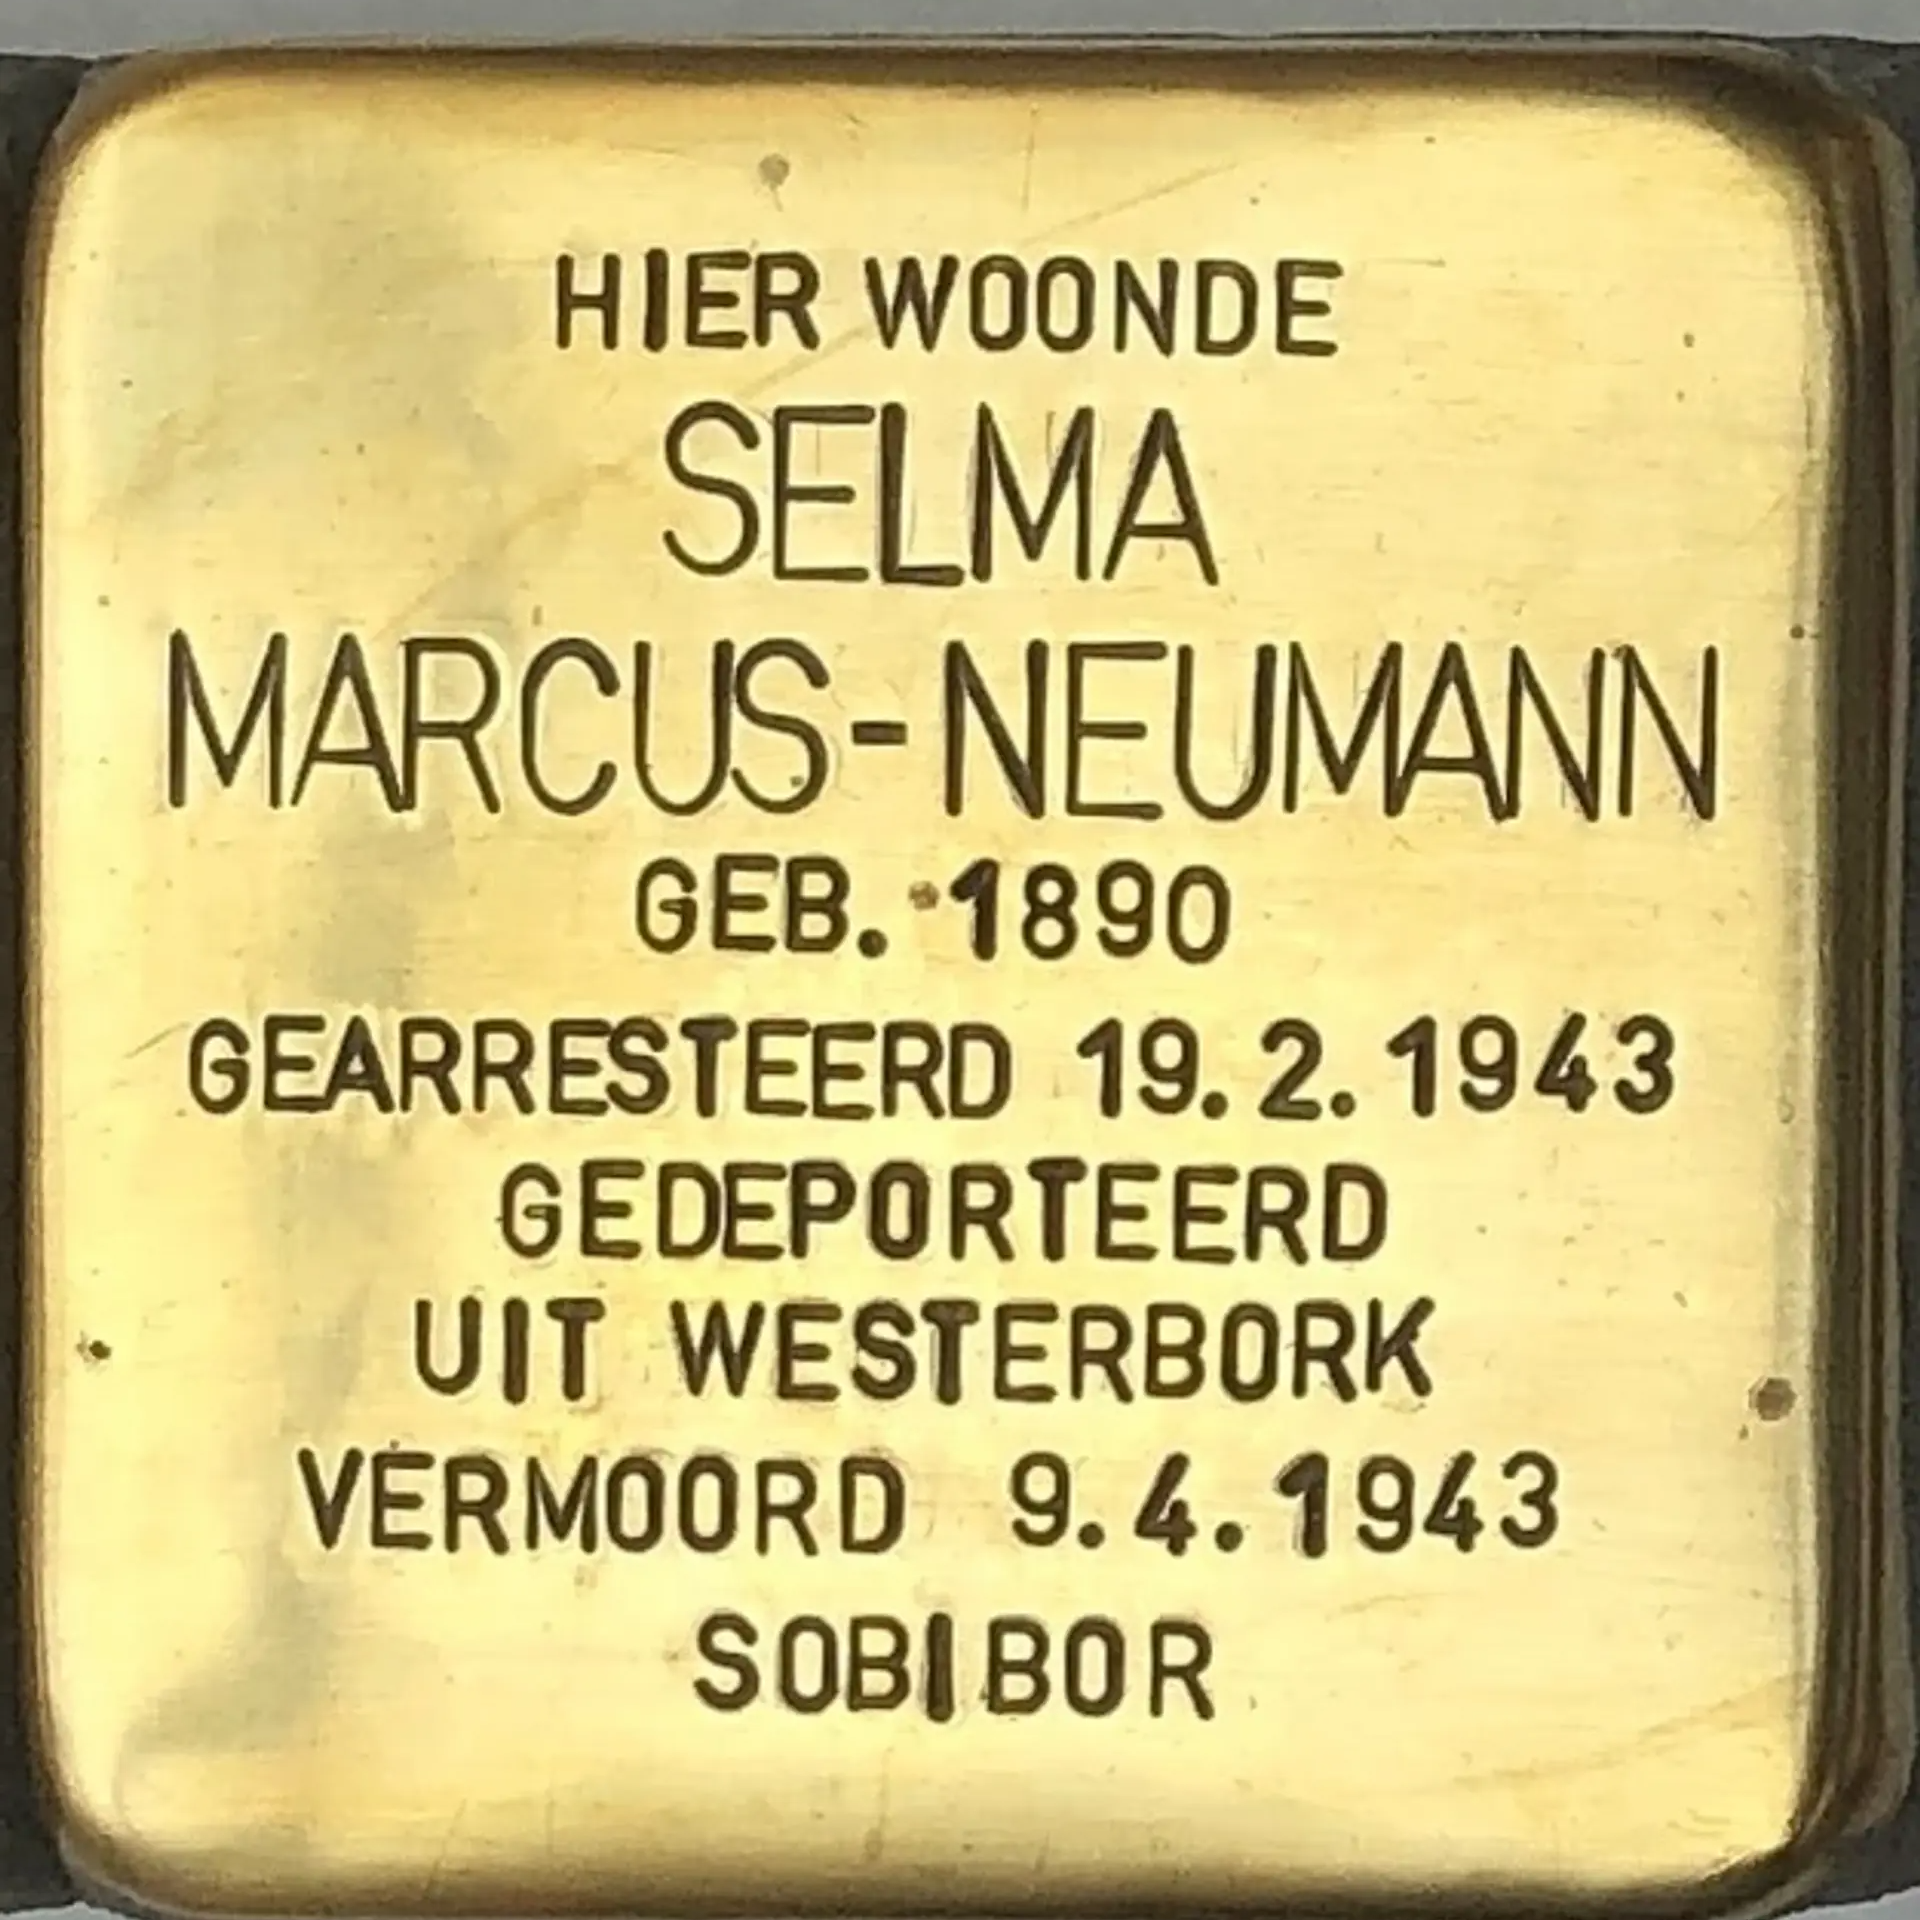 HIER WOONDE
SELMA
MARCUS-NEUMANN
GEB. 1890
GEARRESTEERD 19.2.1943
GEDEPORTEERD
UIT WESTERBORK
VERMOORD 9.4.1943
SOBIBOR